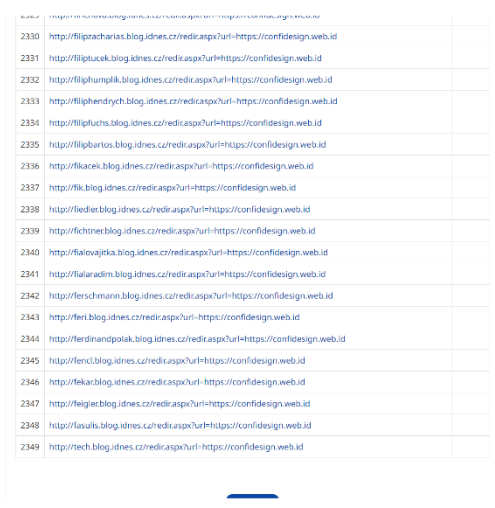 2330 http://filipzacharias.blog.idnes.cz/redir.aspx?url=https://confidesign.web.id
2331 http://filiptucek.blog.idnes.cz/redir.aspx?url=https://confidesign.web.id
2332 http://filiphumplik.blog.idnes.cz/redir.aspx?url=https://confidesign.web.id
2333 http://filiphendrych.blog.idnes.cz/redir.aspx?url=https://confidesign.web.id
2334 http://filipfuchs.blog.idnes.cz/redir.aspx?url=https://confidesign.web.id
2335 http://filipbartos.blog.idnes.cz/redir.aspx?url=https://confidesign.web.id
2336 http://fikacek.blog.idnes.cz/redir.aspx?url=https://confidesign.web.id
2337 http://fik.blog.idnes.cz/redir.aspx?url=https://confidesign.web.id
2338 http://fiedler.blog.idnes.cz/redir.aspx?url=https://confidesign.web.id
2339 http://fichtner.blog.idnes.cz/redir.aspx?url=https://confidesign.web.id
2340 http://fialovajitka.blog.idnes.cz/redir.aspx?url=https://confidesign.web.id
2341 http://fialaradim.blog.idnes.cz/redir.aspx?url=https://confidesign.web.id
2342 http://ferschmann.blog.idnes.cz/redir.aspx?url=https://confidesign.web.id
2343 http://feri.blog.idnes.cz/redir.aspx?url=https://confidesign.web.id
2344 http://ferdinandpolak.blog.idnes.cz/redir.aspx?url=https://confidesign.web.id
2345 http://fencl.blog.idnes.cz/redir.aspx?url=https://confidesign.web.id
2346 http://fekar.blog.idnes.cz/redir.aspx?url=https://confidesign.web.id
2347 http://feigler.blog.idnes.cz/redir.aspx?url=https://confidesign.web.id
2348 http://fasulis.blog.idnes.cz/redir.aspx?url=https://confidesign.web.id
2349 http://tech.blog.idnes.cz/redir.aspx?url=https://confidesign.web.id